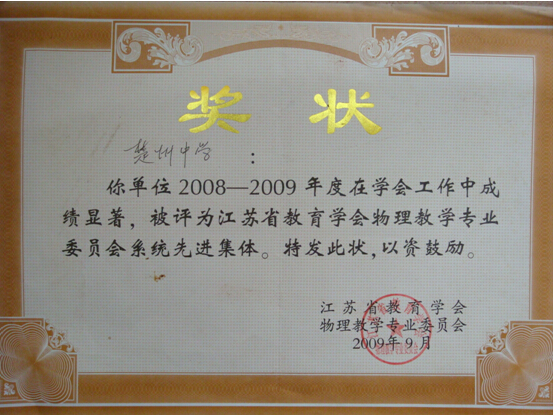 奖 状
楚州中学：
你单位2008—2009年度在学会工作中成
绩显著，被评为江苏省教育学会物理教学专业
委员会系统先进集体。特发此状，以资鼓励。
江苏省教育学会
物理教学专业委员会
2009年9月